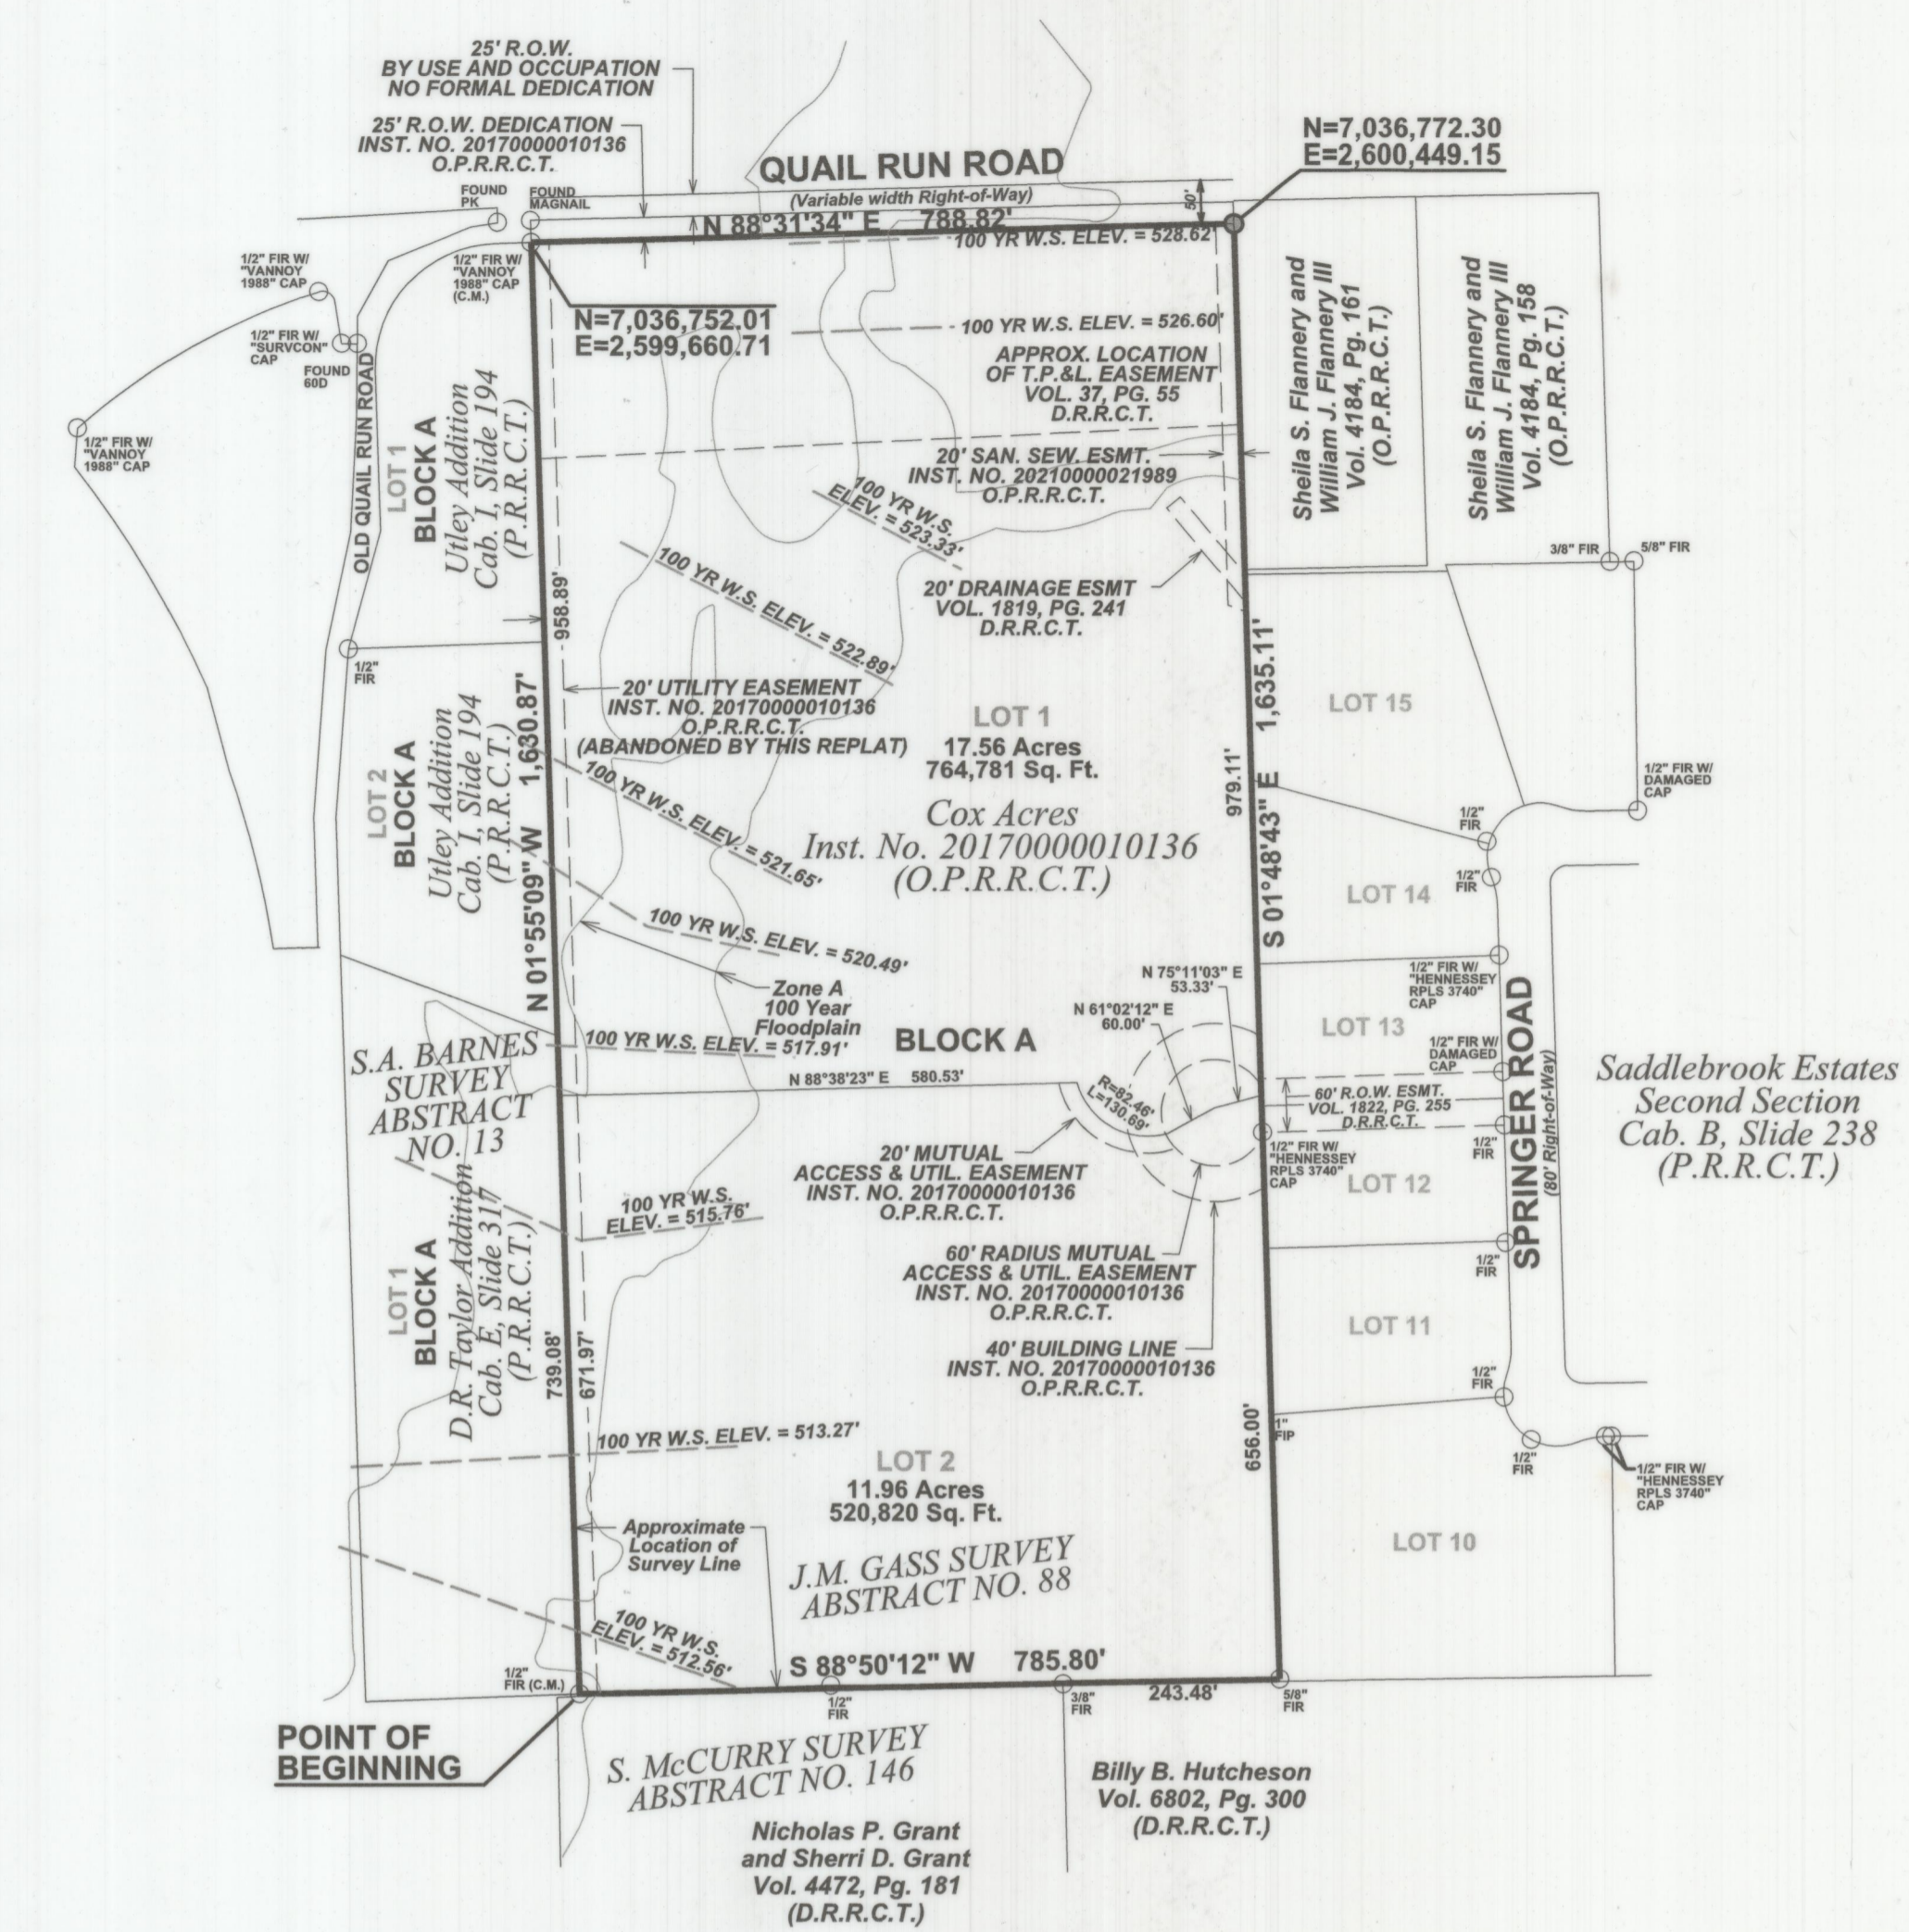 25' R.O.W.
BY USE AND OCCUPATION
NO FORMAL DEDICATION
25' R.O.W. DEDICATION
INST. NO. 20170000010136
O.P.R.R.C.T.
QUAIL RUN ROAD
(Variable width Right-of-Way)
50'
N=7,036,772.30
E=2,600,449.15
FOUND
PK
FOUND
MAGNAIL
N 88°31'34" E 788.82'
100 YR W.S. ELEV. = 528.62'
1/2" FIR W/
"VANNOY
1988" CAP
1/2" FIR W/
"VANNOY
1988" CAP
(C.M.)
N=7,036,752.01
E=2,599,660.71
1/2" FIR W/
"SURVCON"
CAP
FOUND
60D
1/2" FIR W/
"VANNOY
1988" CAP
OLD QUAIL RUN ROAD
LOT 1
BLOCK A
Utley Addition
Cab. I, Slide 194
(P.R.R.C.T.)
100 YR W.S. ELEV. = 526.60'
APPROX. LOCATION
OF T.P.&L. EASEMENT
VOL. 37, PG. 55
D.R.R.C.T.
20' SAN. SEW. ESMT.
INST. NO. 20210000021989
O.P.R.R.C.T.
Sheila S. Flannery and
William J. Flannery III
Vol. 4184, Pg. 161
(O.P.R.R.C.T.)
Sheila S. Flannery and
William J. Flannery III
Vol. 4184, Pg. 158
(O.P.R.R.C.T.)
3/8" FIR
5/8" FIR
100 YR W.S.
ELEV. = 523.33'
100 YR W.S. ELEV. = 522.89'
20' DRAINAGE ESMT
VOL. 1819, PG. 241
D.R.R.C.T.
958.89'
1/2"
FIR
20' UTILITY EASEMENT
INST. NO. 20170000010136
O.P.R.R.C.T.
(ABANDONED BY THIS REPLAT)
LOT 1
17.56 Acres
764,781 Sq. Ft.
Cox Acres
Inst. No. 20170000010136
(O.P.R.R.C.T.)
979.11'
S 01°48'43" E 1,635.11'
LOT 15
1/2" FIR W/
DAMAGED
CAP
1/2"
FIR
1/2"
FIR
LOT 14
LOT 2
BLOCK A
Utley Addition
Cab. I, Slide 194
(P.R.R.C.T.)
N 01°55'09" W 1,630.87'
100 YR W.S. ELEV. = 521.65'
100 YR W.S. ELEV. = 520.49'
Zone A
100 Year
Floodplain
100 YR W.S. ELEV. = 517.91'
BLOCK A
N 75°11'03" E
53.33'
N 61°02'12" E
60.00'
1/2" FIR W/
"HENNESSEY
RPLS 3740"
CAP
LOT 13
1/2" FIR W/
DAMAGED
CAP
SPRINGER ROAD
(80' Right-of-Way)
Saddlebrook Estates
Second Section
Cab. B, Slide 238
(P.R.R.C.T.)
S.A. BARNES
SURVEY
ABSTRACT
NO. 13
N 88°38'23" E 580.53'
R=82.46'
L=130.69'
60' R.O.W. ESMT.
VOL. 1822, PG. 255
D.R.R.C.T.
1/2"
FIR
1/2" FIR W/
"HENNESSEY
RPLS 3740"
CAP
LOT 12
20' MUTUAL
ACCESS & UTIL. EASEMENT
INST. NO. 20170000010136
O.P.R.R.C.T.
100 YR W.S.
ELEV. = 515.76'
LOT 1
BLOCK A
D.R. Taylor Addition
Cab. E, Slide 317
(P.R.R.C.T.)
60' RADIUS MUTUAL
ACCESS & UTIL. EASEMENT
INST. NO. 20170000010136
O.P.R.R.C.T.
1/2"
FIR
LOT 11
40' BUILDING LINE
INST. NO. 20170000010136
O.P.R.R.C.T.
739.08'
671.97'
1/2"
FIR
1"
FIP
656.00'
100 YR W.S. ELEV. = 513.27'
LOT 2
11.96 Acres
520,820 Sq. Ft.
1/2"
FIR
1/2" FIR W/
"HENNESSEY
RPLS 3740"
CAP
LOT 10
Approximate
Location of
Survey Line
J.M. GASS SURVEY
ABSTRACT NO. 88
100 YR W.S.
ELEV. = 512.56'
S 88°50'12" W 785.80'
1/2"
FIR (C.M.)
1/2"
FIR
3/8"
FIR
243.48'
5/8"
FIR
POINT OF
BEGINNING
S. McCURRY SURVEY
ABSTRACT NO. 146
Billy B. Hutcheson
Vol. 6802, Pg. 300
(D.R.R.C.T.)
Nicholas P. Grant
and Sherri D. Grant
Vol. 4472, Pg. 181
(D.R.R.C.T.)